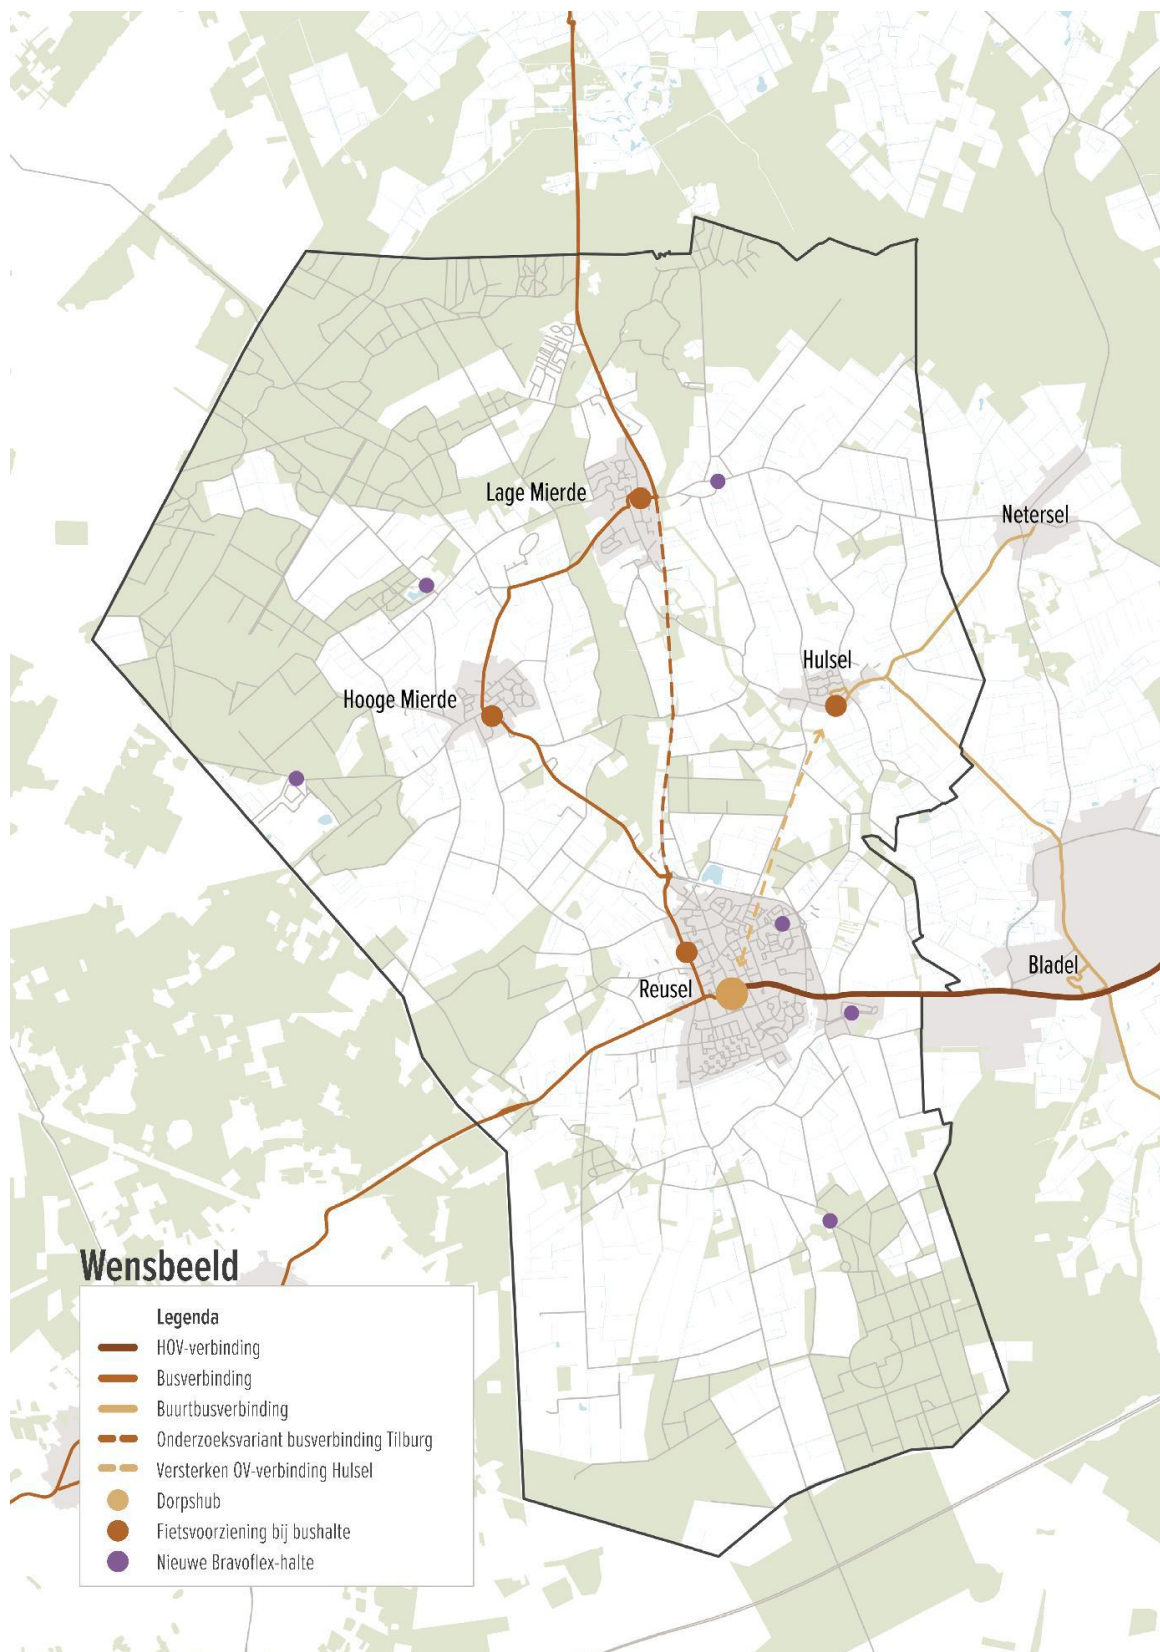 Lage Mierde
Netersel
Hulsel
Hooge Mierde
Bladel
Reusel
Wensbeeld
Legenda
HOV-verbinding
Busverbinding
Buurtbusverbinding
Onderzoeksvariant busverbinding Tilburg
Versterken OV-verbinding Hulsel
Dorpshub
Fietsvoorziening bij bushalte
Nieuwe Bravoflex-halte